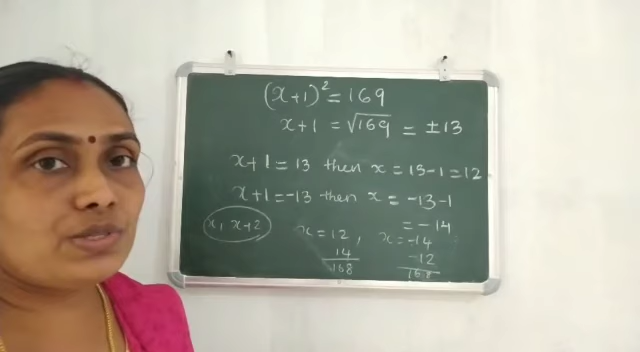 (x+1)² = 169
x+1 = √169 = ±13
x+1 = 13 then x = 13-1 = 12
x+1 = -13 then x = -13-1
= -14
x, x+2
x = 12, x = -14
14 -12
168 168